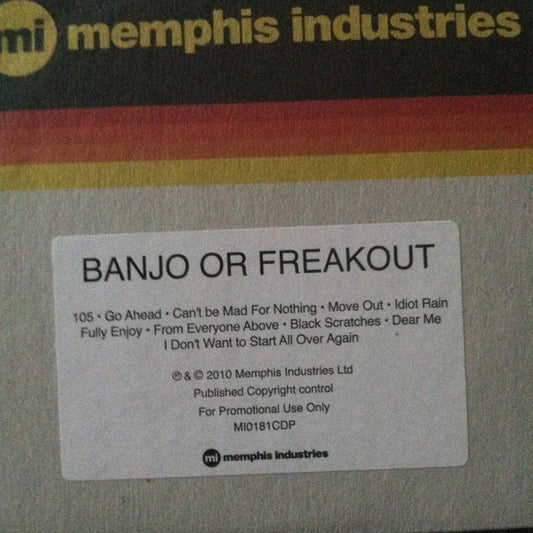 mi memphis industries
BANJO OR FREAKOUT
105 • Go Ahead • Can't be Mad For Nothing • Move Out • Idiot Rain
Fully Enjoy • From Everyone Above • Black Scratches • Dear Me
I Don't Want to Start All Over Again
℗ & © 2010 Memphis Industries Ltd
Published Copyright control
For Promotional Use Only
MI0181CDP
mi memphis industries